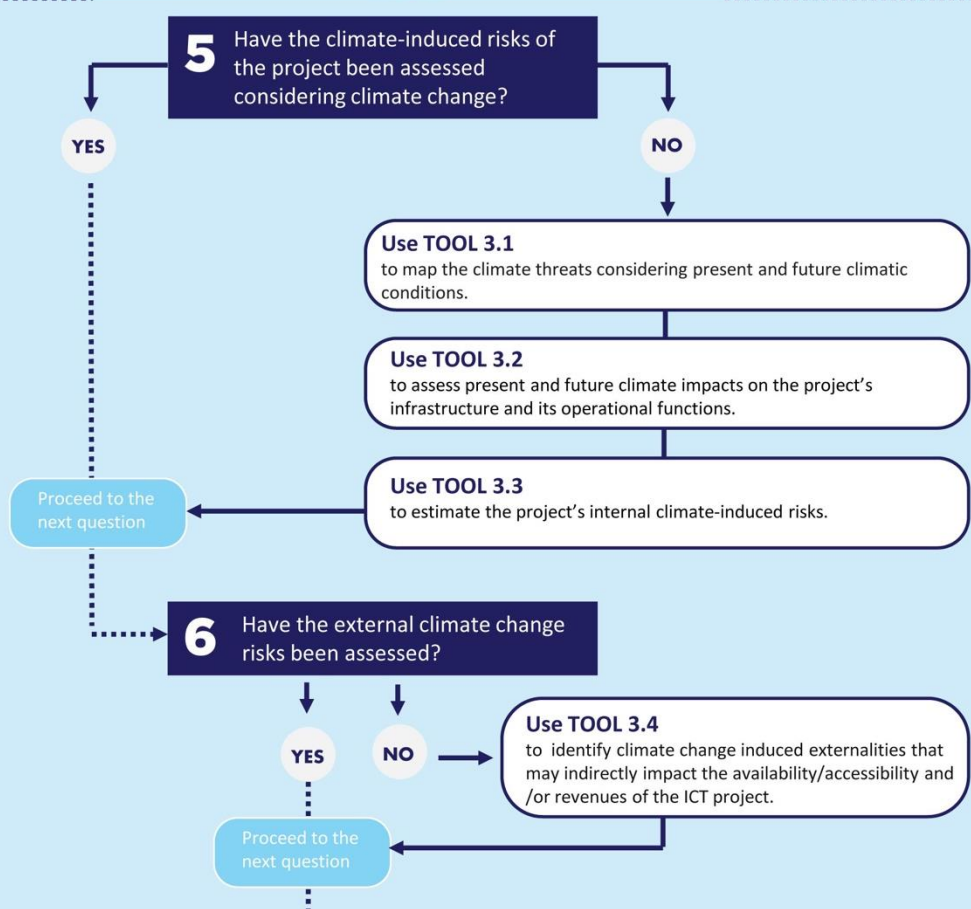 5
Have the climate-induced risks of
the project been assessed
considering climate change?
YES
NO
Use TOOL 3.1
to map the climate threats considering present and future climatic
conditions.
Use TOOL 3.2
to assess present and future climate impacts on the project’s
infrastructure and its operational functions.
Use TOOL 3.3
to estimate the project’s internal climate-induced risks.
Proceed to the
next question
6
Have the external climate change
risks been assessed?
YES
NO
Use TOOL 3.4
to identify climate change induced externalities that
may indirectly impact the availability/accessibility and
/or revenues of the ICT project.
Proceed to the
next question